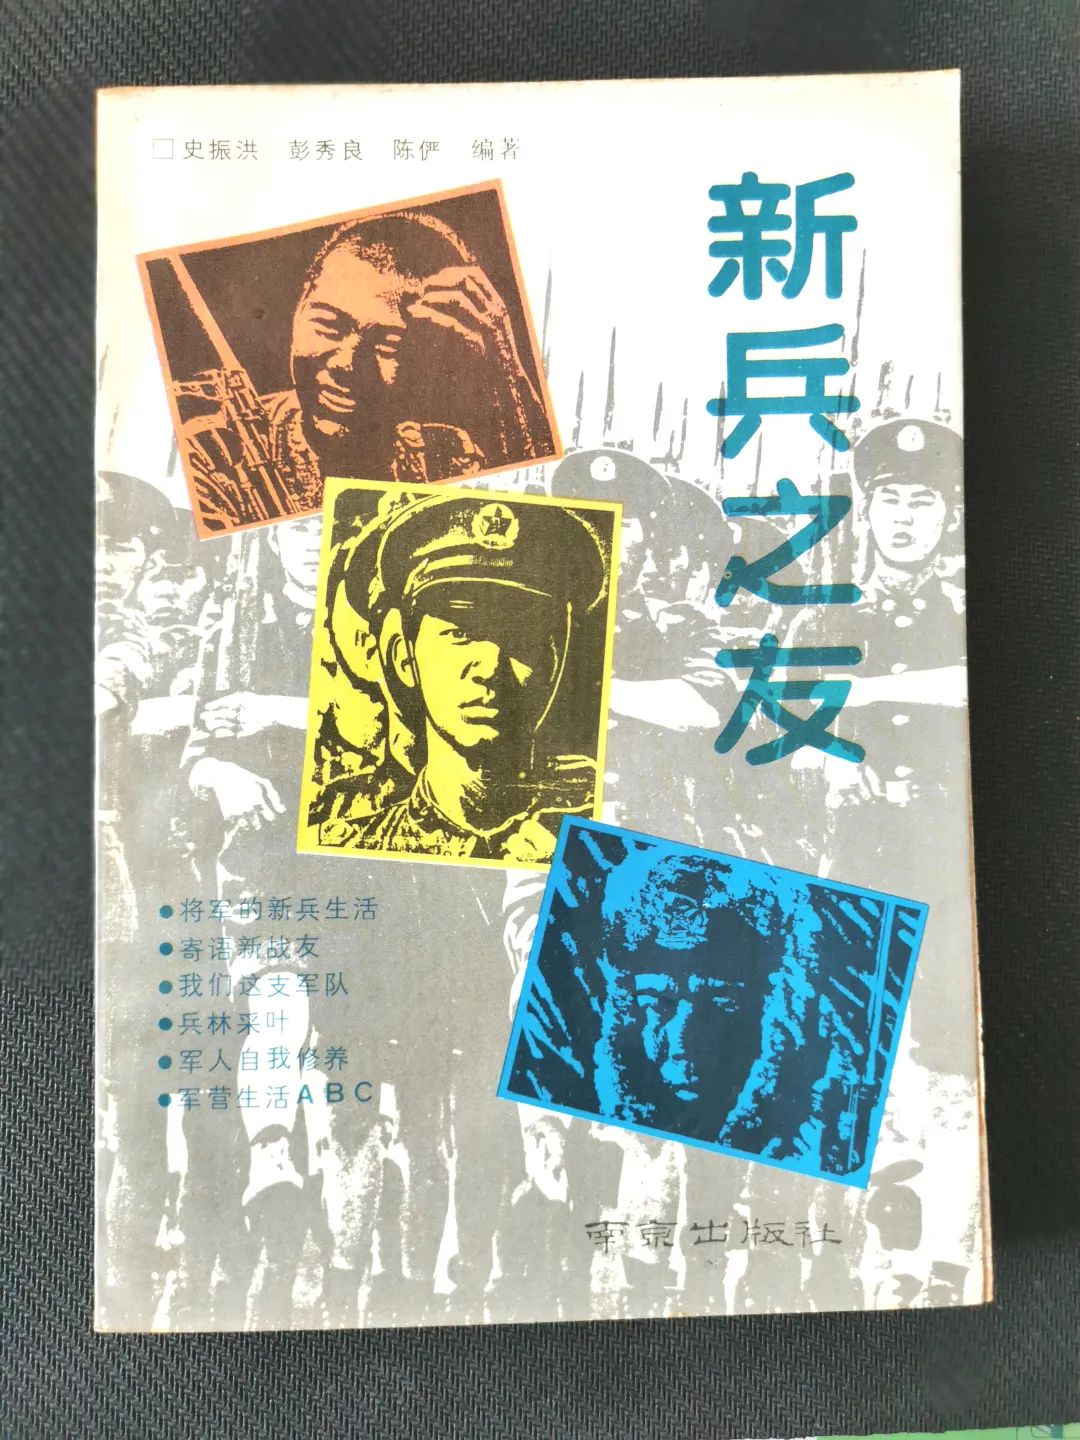 □史振洪 彭秀良 陈俨 编著
新兵之友
●将军的新兵生活
●寄语新战友
●我们这支军队
●兵林采叶
●军人自我修养
●军营生活ABC
南京出版社